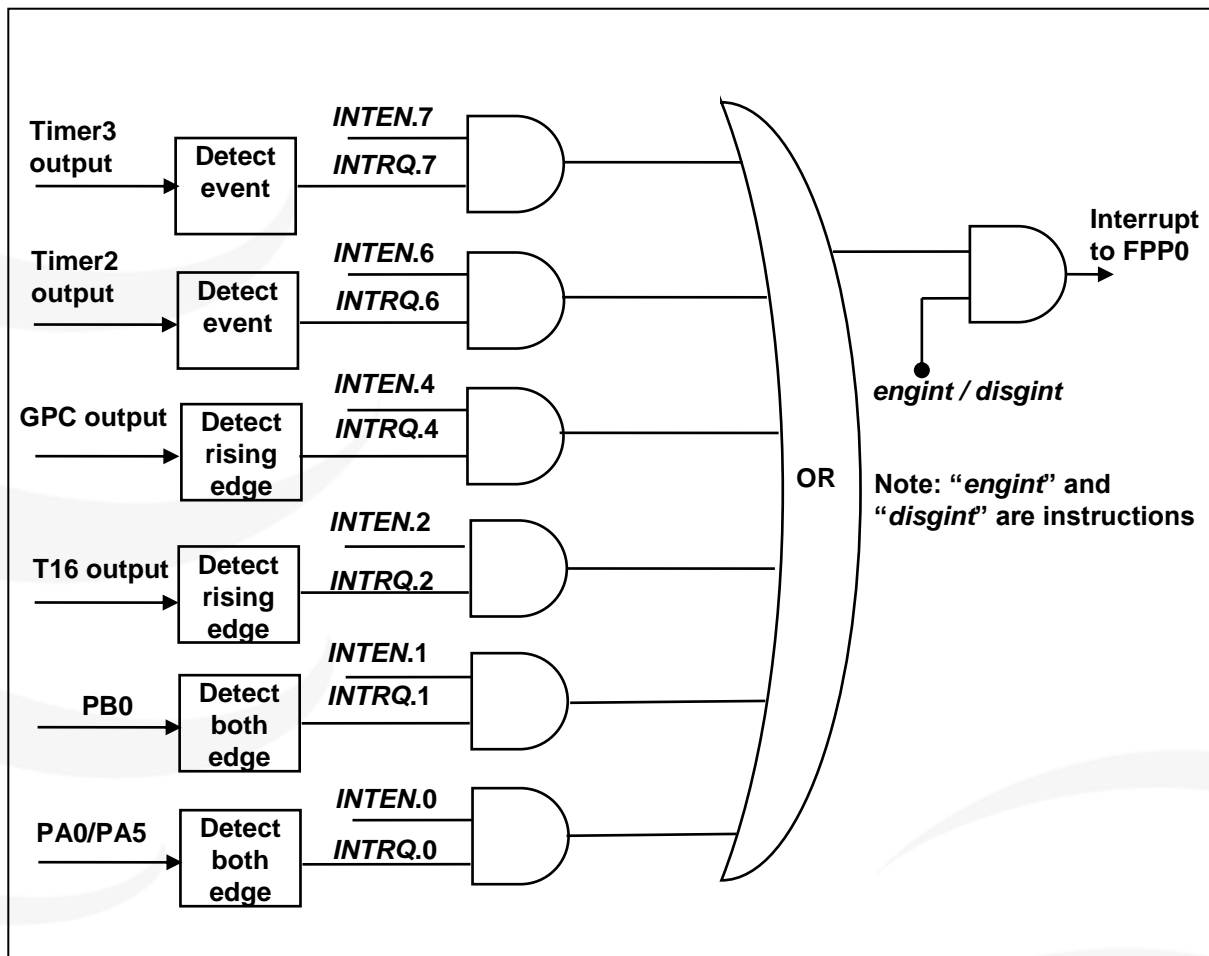 Timer3
output
Detect
event
INTEN.7
INTRQ.7
Timer2
output
Detect
event
INTEN.6
INTRQ.6
GPC output
Detect
rising
edge
INTEN.4
INTRQ.4
T16 output
Detect
rising
edge
INTEN.2
INTRQ.2
PB0
Detect
both
edge
INTEN.1
INTRQ.1
PA0/PA5
Detect
both
edge
INTEN.0
INTRQ.0
OR
Interrupt
to FPP0
engint / disgint
Note: “engint” and
“disgint” are instructions